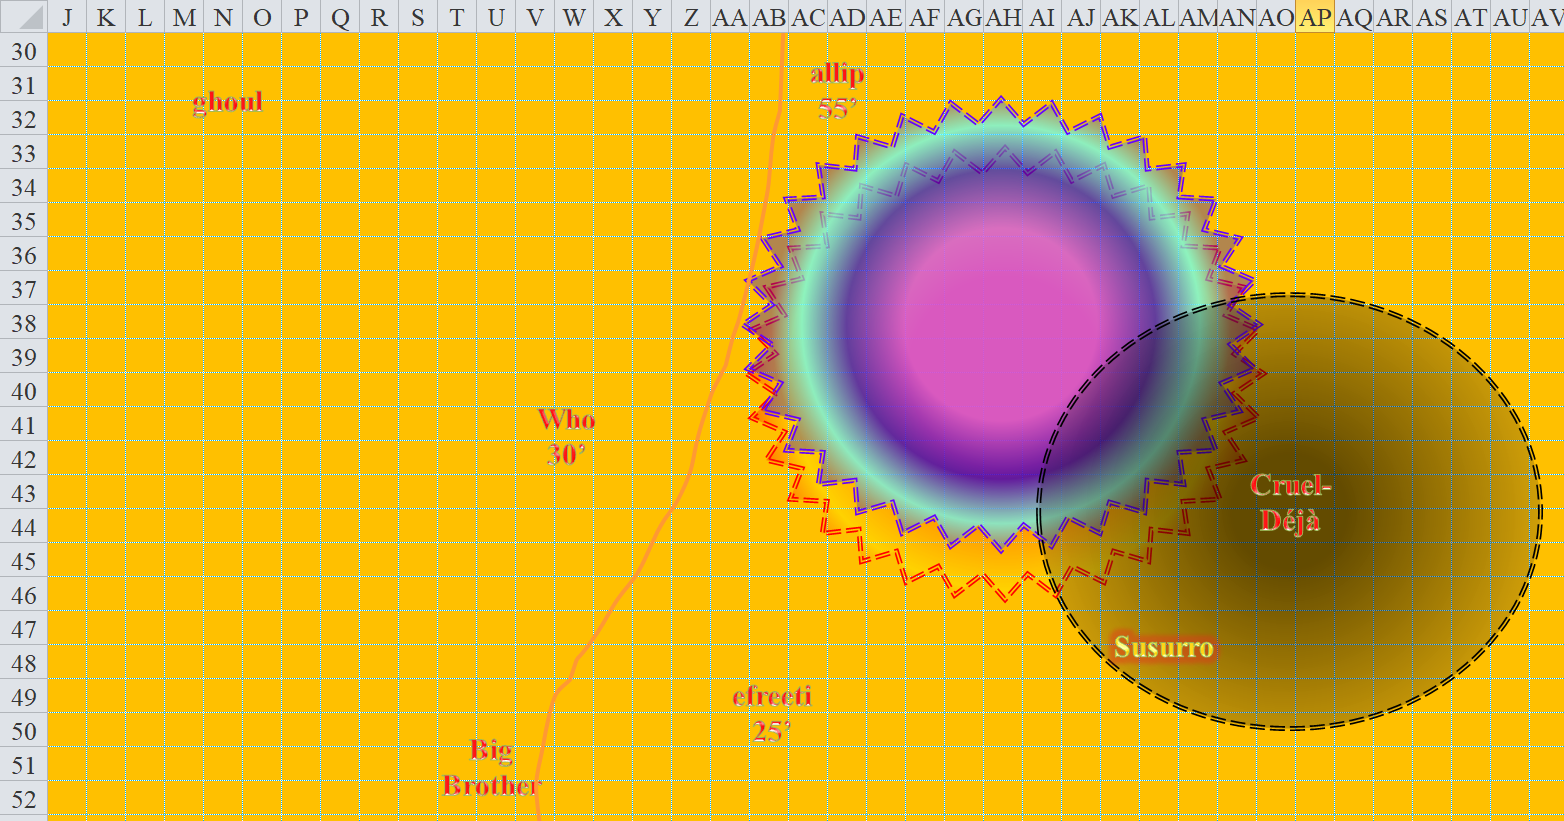 J K L M N O P Q R S T U V W X Y Z AA AB AC AD AE AF AG AH AI AJ AK AL AM AN AO AP AQ AR AS AT AU AV
30
31
32
33
34
35
36
37
38
39
40
41
42
43
44
45
46
47
48
49
50
51
52
ghoul
allip
55’
Who
30’
Cruel-
Déjà
Susurro
efreeti
25’
Big
Brother